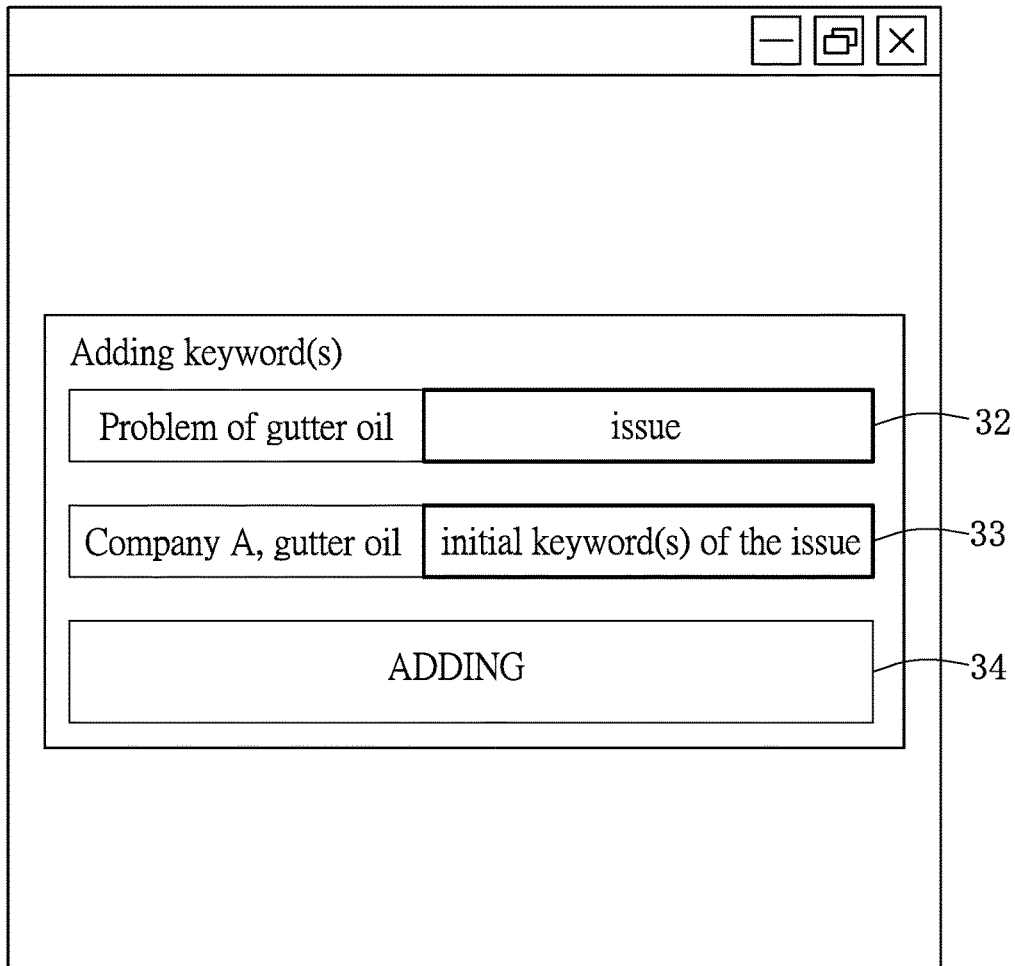 Adding keyword(s)
Problem of gutter oil issue 32
Company A, gutter oil initial keyword(s) of the issue 33
ADDING 34